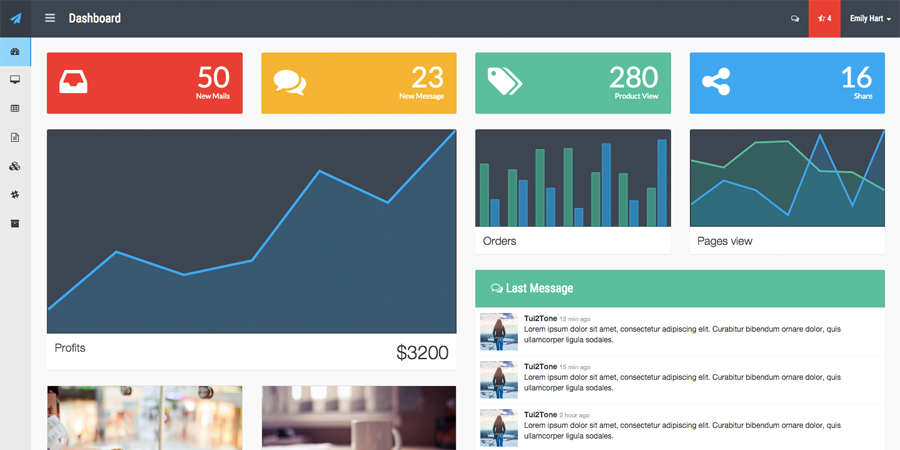 Dashboard
4
Emily Hart
50
New Mails
23
New Message
280
Product View
16
Share
Profits
$3200
Orders
Pages view
Last Message
Tui2Tone 12 min ago
Lorem ipsum dolor sit amet, consectetur adipiscing elit. Curabitur bibendum ornare dolor, quis
ullamcorper ligula sodales.
Tui2Tone 15 min ago
Lorem ipsum dolor sit amet, consectetur adipiscing elit. Curabitur bibendum ornare dolor, quis
ullamcorper ligula sodales.
Tui2Tone 2 hour ago
Lorem ipsum dolor sit amet, consectetur adipiscing elit. Curabitur bibendum ornare dolor, quis
ullamcorper ligula sodales.